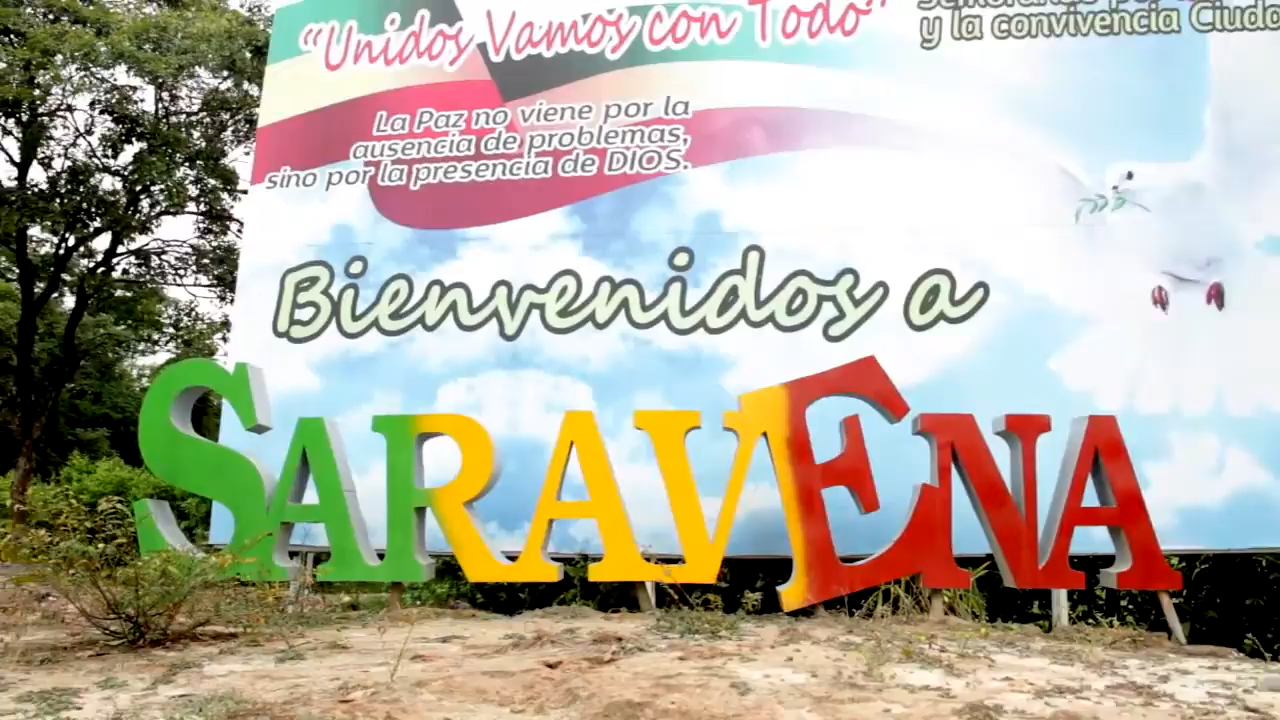 “Unidos Vamos con Todo”
y la convivencia
La Paz no viene por la
ausencia de problemas,
sino por la presencia de DIOS.
Bienvenidos a
SARAVENA